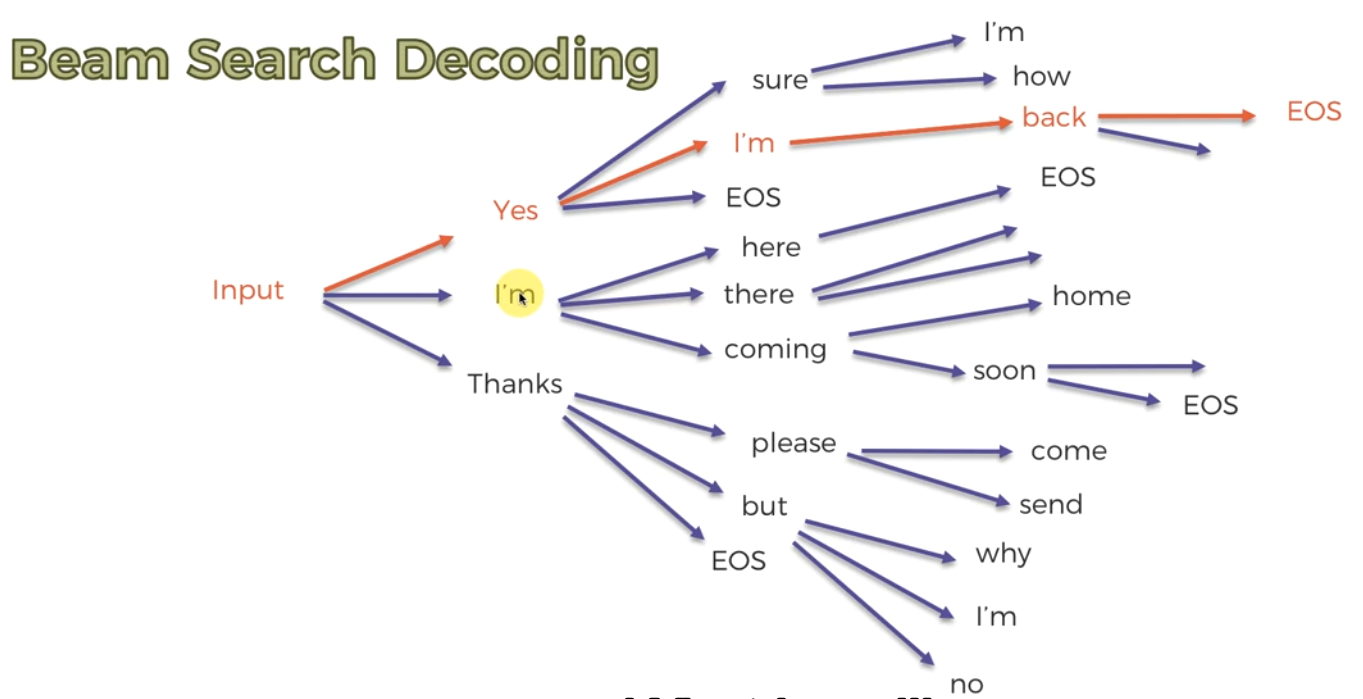 Beam Search Decoding
I'm
sure
how
back
EOS
I'm
EOS
Yes
EOS
here
Input
I'm
there
home
coming
soon
Thanks
EOS
please
come
but
send
EOS
why
I'm
no